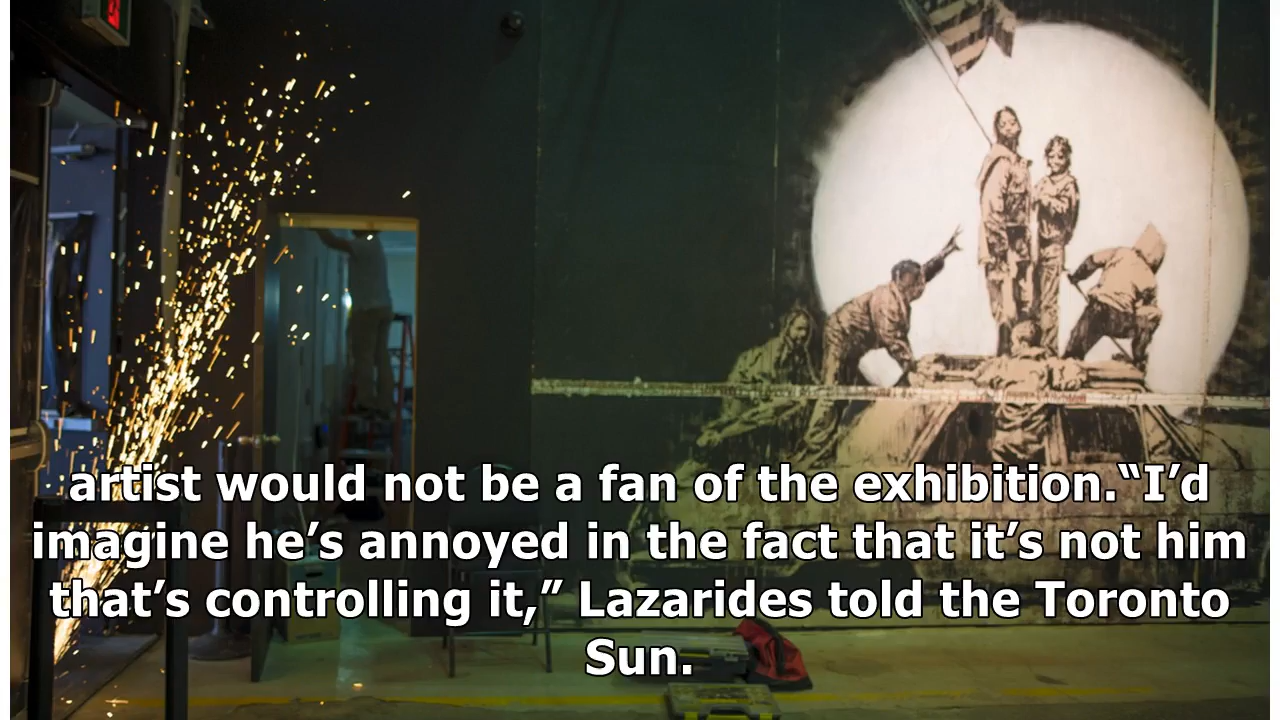 artist would not be a fan of the exhibition.“I’d
imagine he’s annoyed in the fact that it’s not him
that’s controlling it,” Lazarides told the Toronto
Sun.